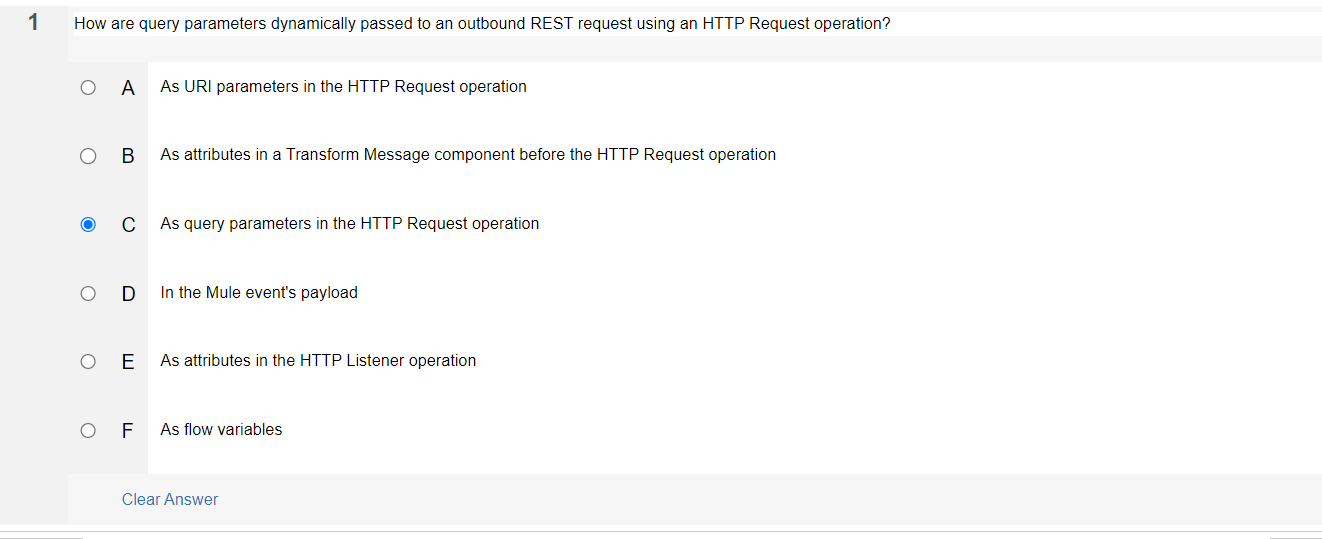 1 How are query parameters dynamically passed to an outbound REST request using an HTTP Request operation?
A As URI parameters in the HTTP Request operation
B As attributes in a Transform Message component before the HTTP Request operation
C As query parameters in the HTTP Request operation
D In the Mule event's payload
E As attributes in the HTTP Listener operation
F As flow variables
Clear Answer